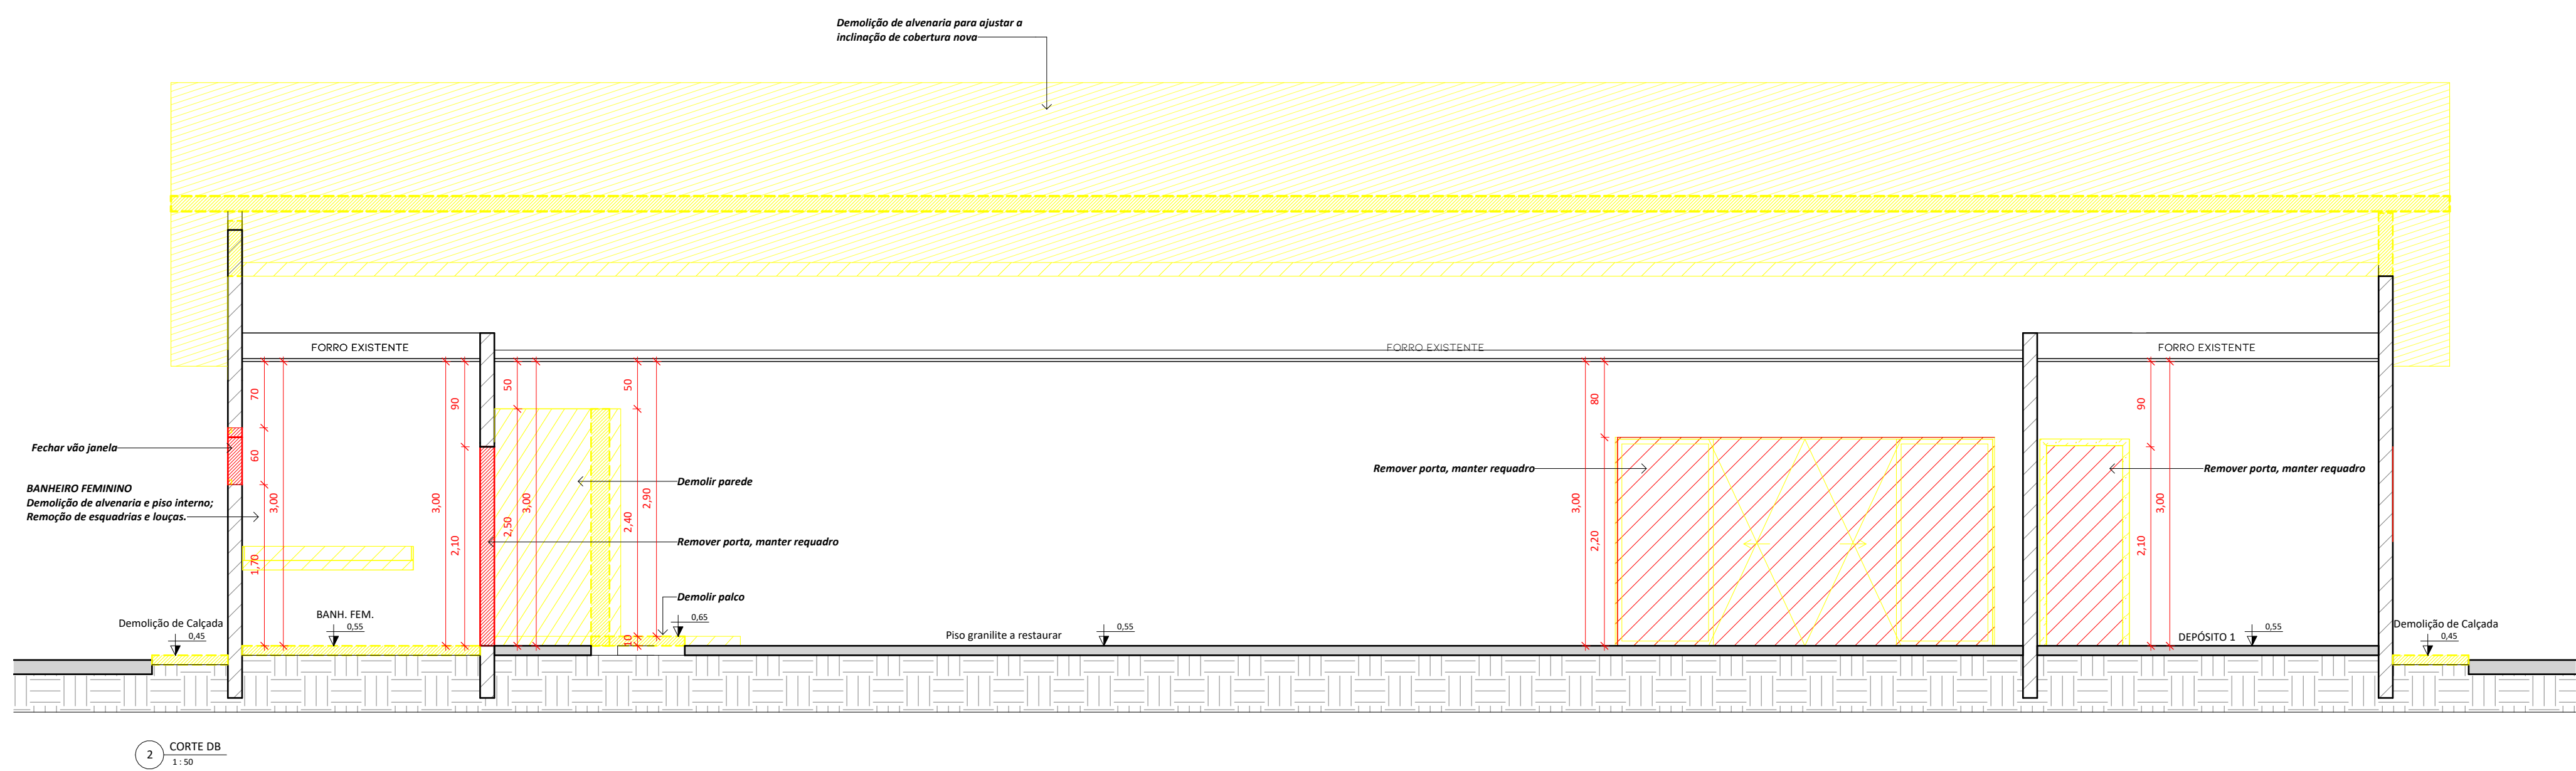 Demolição de alvenaria para ajustar a
inclinação de cobertura nova
FORRO EXISTENTE
FORRO EXISTENTE
FORRO EXISTENTE
70
60
1,70
3,00
3,00
90
2,10
50
2,50
3,00
50
2,40
10
2,90
3,00
80
2,20
90
2,10
3,00
Fechar vão janela
BANHEIRO FEMININO
Demolição de alvenaria e piso interno;
Remoção de esquadrias e louças.
Demolir parede
Remover porta, manter requadro
Demolir palco
Remover porta, manter requadro
Remover porta, manter requadro
Demolição de Calçada
0,45
BANH. FEM.
0,55
0,65
Piso granilite a restaurar
0,55
DEPÓSITO 1
0,55
Demolição de Calçada
0,45
2
CORTE DB
1 : 50